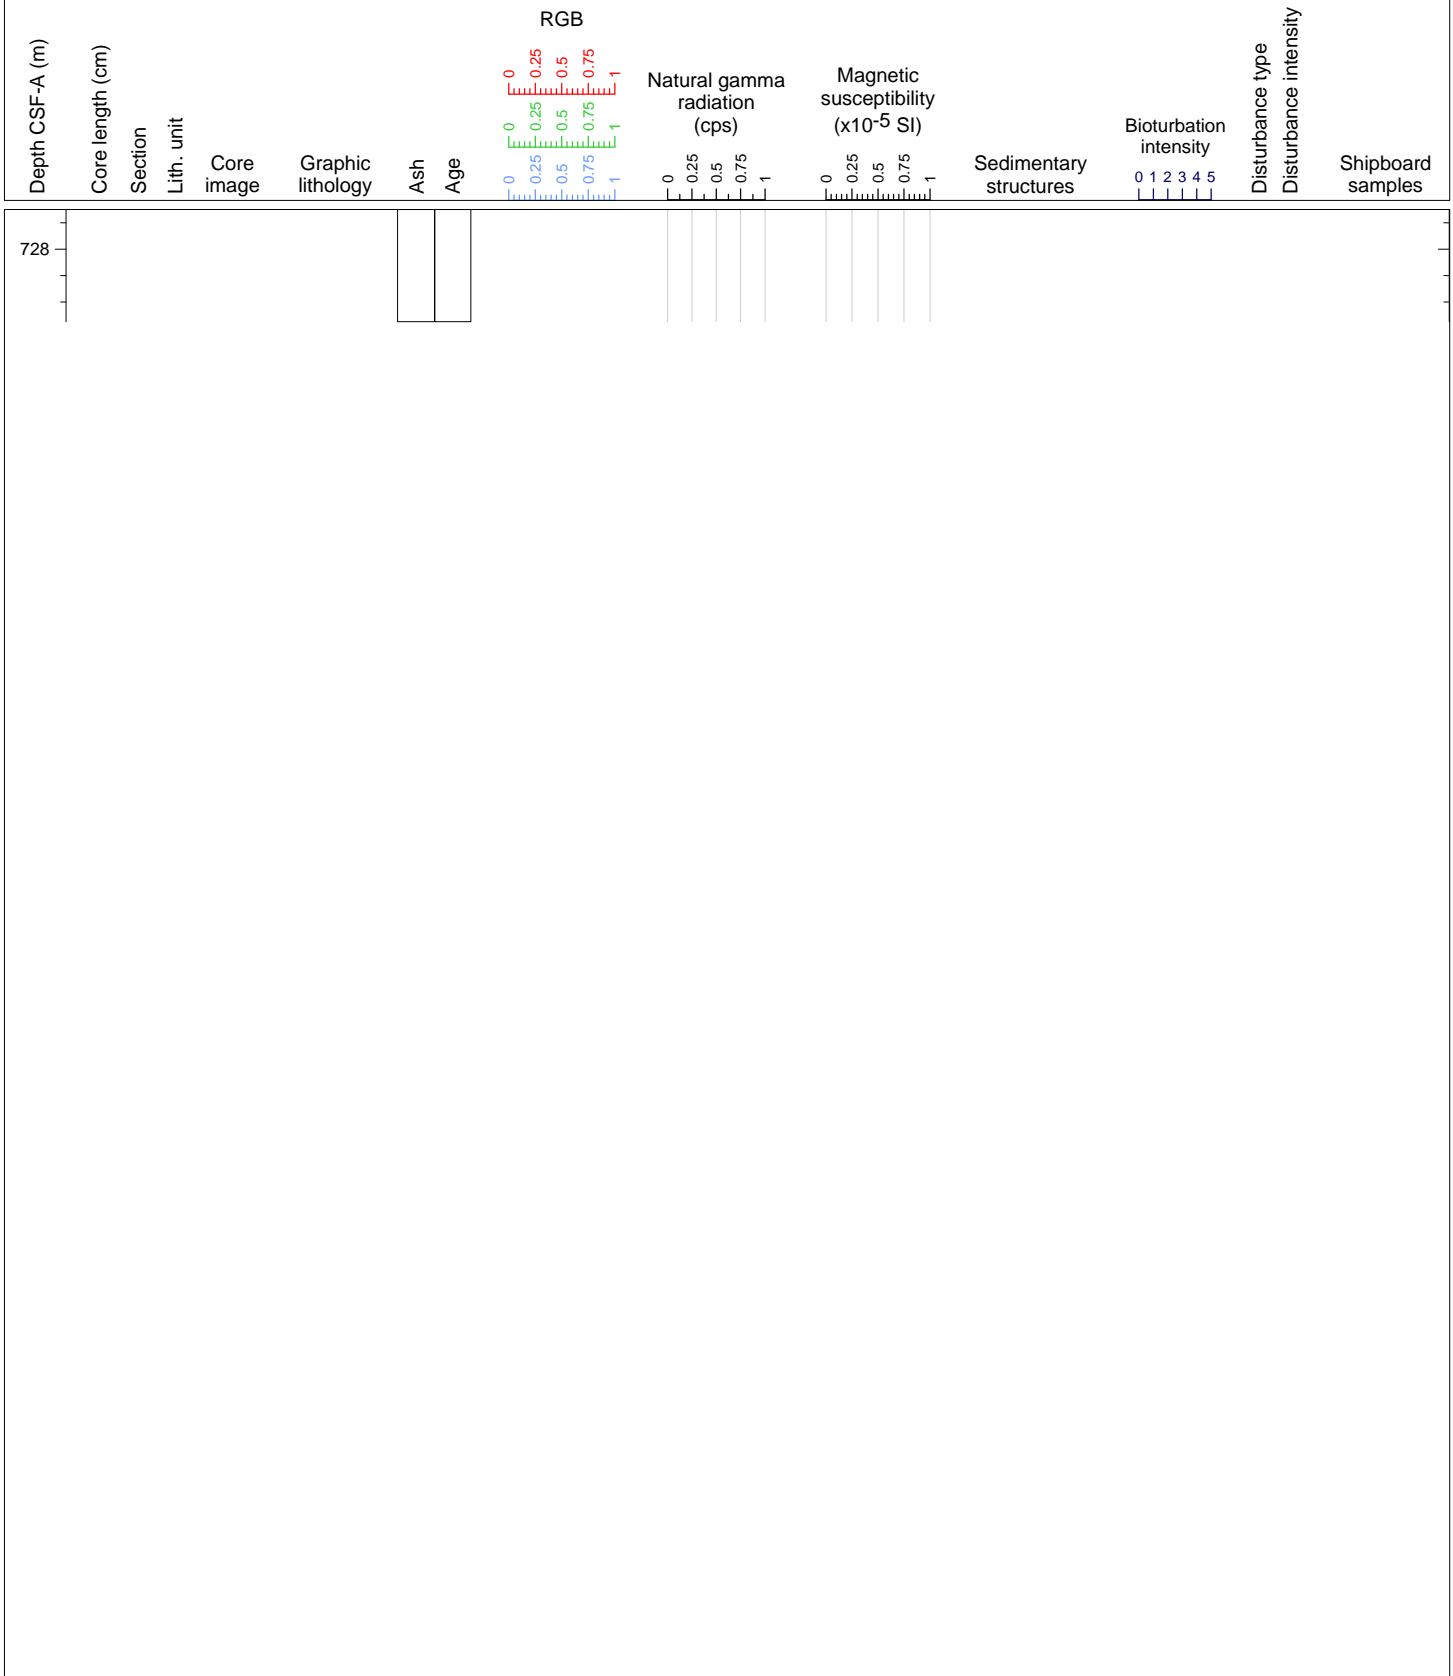 Depth CSF-A (m)
Core length (cm)
Section
Lith. unit
Core
image
Graphic
lithology
Ash
Age
RGB
0 0.25 0.5 0.75 1
0 0.25 0.5 0.75 1
0 0.25 0.5 0.75 1
Natural gamma
radiation
(cps)
0 0.25 0.5 0.75 1
Magnetic
susceptibility
(x10-5 SI)
0 0.25 0.5 0.75 1
Sedimentary
structures
Bioturbation
intensity
0 1 2 3 4 5
Disturbance type
Disturbance intensity
Shipboard
samples
728